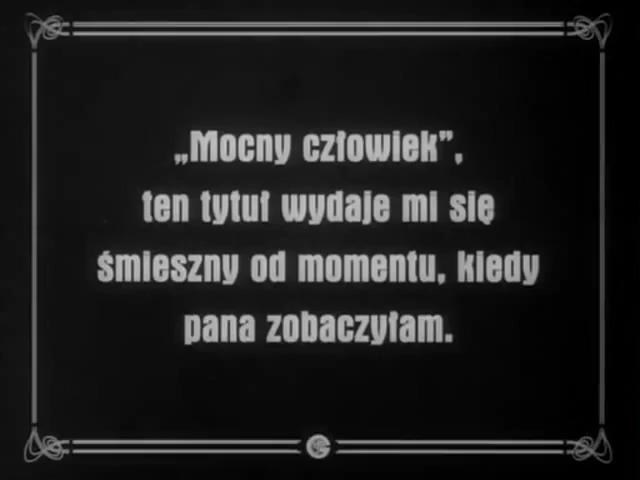 „Mocny człowiek”,
ten tytuł wydaje mi się
śmieszny od momentu, kiedy
pana zobaczyłam.